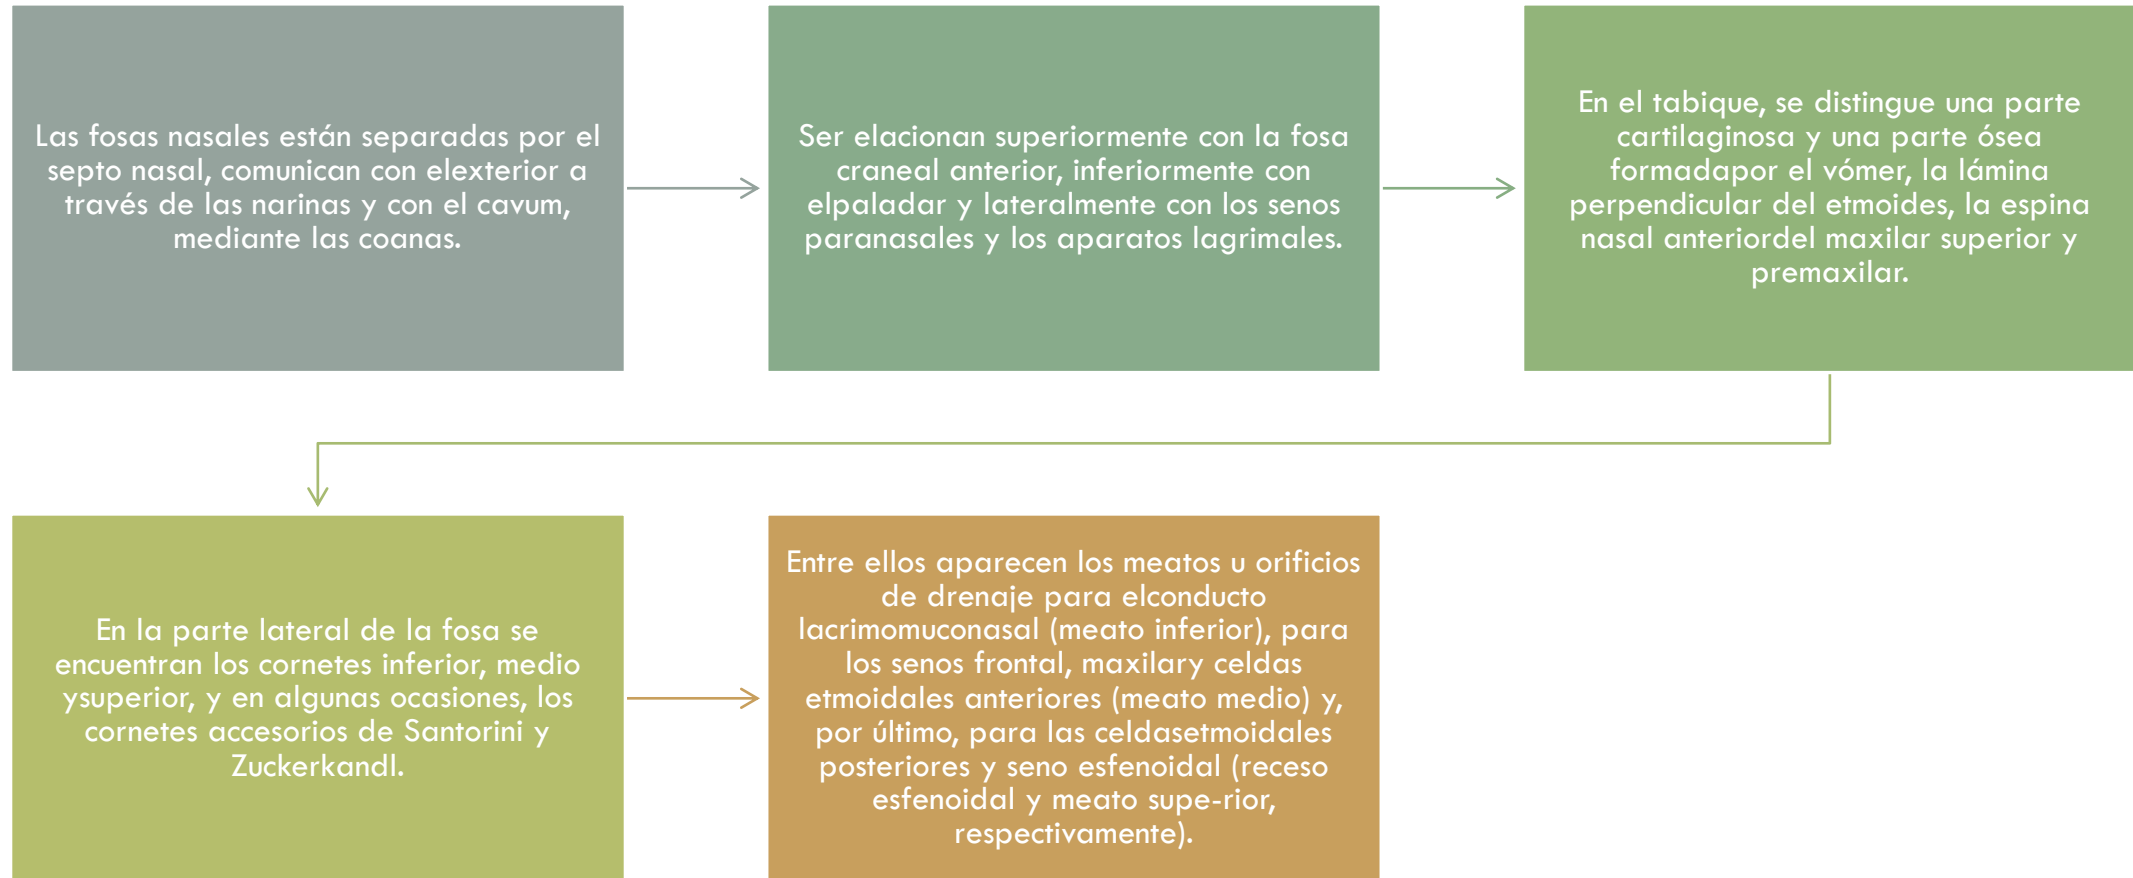 Las fosas nasales están separadas por el
septo nasal, comunican con elexterior a
través de las narinas y con el cavum,
mediante las coanas.
Ser elacionan superiormente con la fosa
craneal anterior, inferiormente con
elpaladar y lateralmente con los senos
paranasales y los aparatos lagrimales.
En el tabique, se distingue una parte
cartilaginosa y una parte ósea
formadapor el vómer, la lámina
perpendicular del etmoides, la espina
nasal anteriordel maxilar superior y
premaxilar.
En la parte lateral de la fosa se
encuentran los cornetes inferior, medio
ysuperior, y en algunas ocasiones, los
cornetes accesorios de Santorini y
Zuckerkandl.
Entre ellos aparecen los meatos u orificios
de drenaje para elconducto
lacrimomuconasal (meato inferior), para
los senos frontal, maxilary celdas
etmoidales anteriores (meato medio) y,
por último, para las celdasetmoidales
posteriores y seno esfenoidal (receso
esfenoidal y meato supe-rior,
respectivamente).